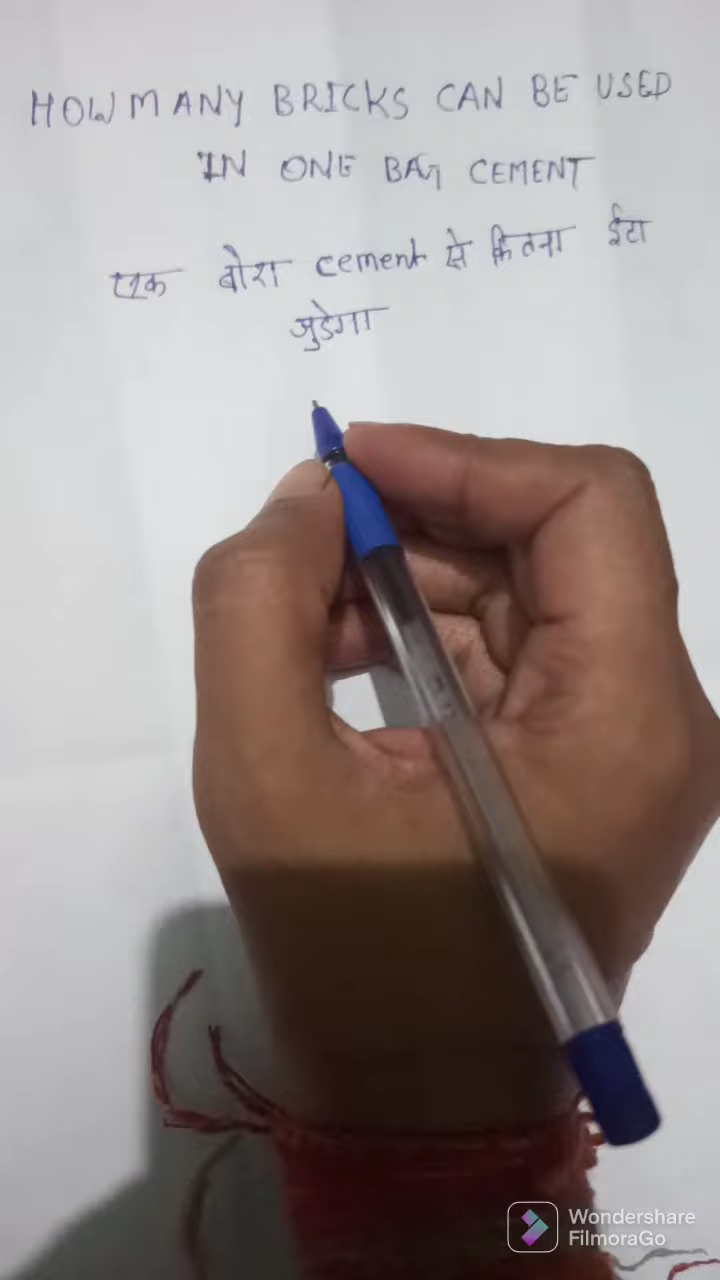 HOW MANY BRICKS CAN BE USED
IN ONE BAG CEMENT
एक बोरा cement से कितना ईटा
जुडेगा
Wondershare
FilmoraGo